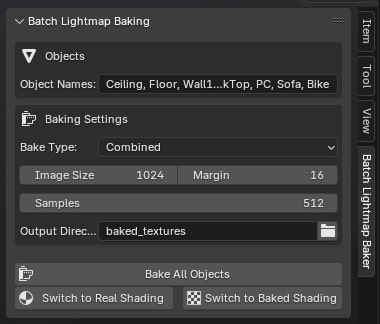 Batch Lightmap Baking
Objects
Object Names: Ceiling, Floor, Wall1...kTop, PC, Sofa, Bike
Baking Settings
Bake Type: Combined
Image Size 1024 Margin 16
Samples 512
Output Direc... baked_textures
Bake All Objects
Switch to Real Shading Switch to Baked Shading
Item
Tool
View
Batch Lightmap Baker